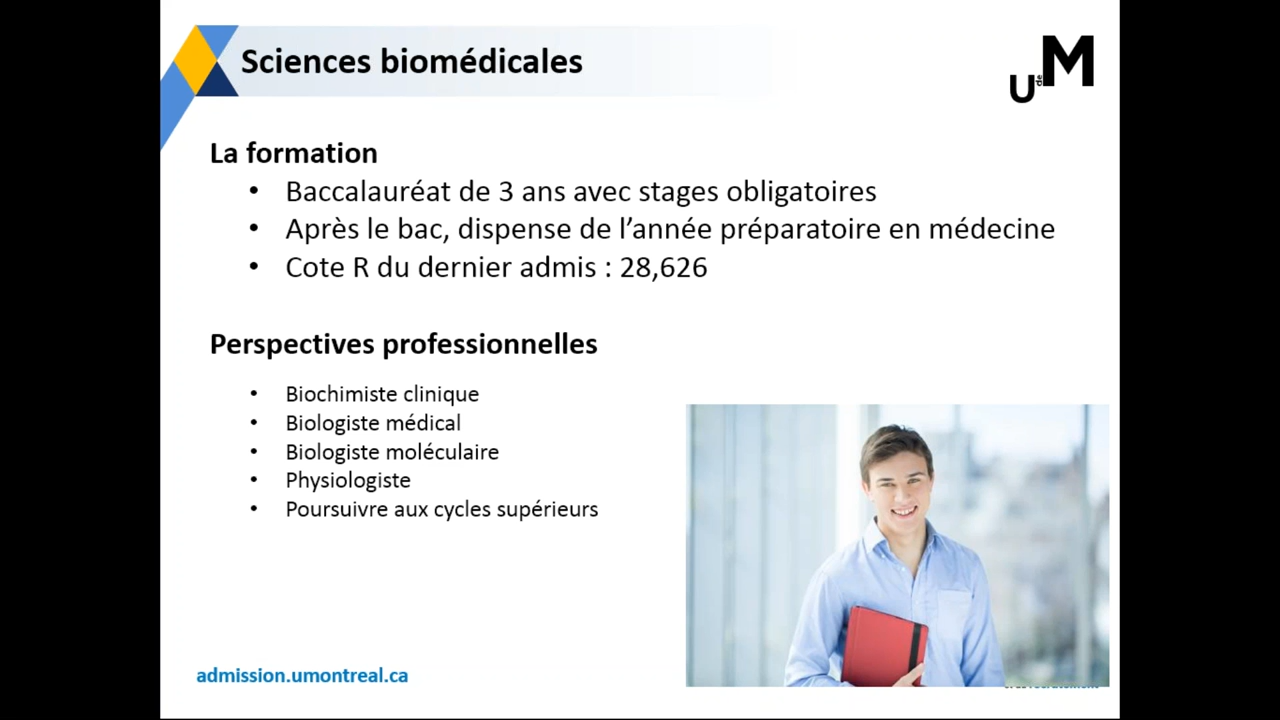 Sciences biomédicales
U de M
La formation
• Baccalauréat de 3 ans avec stages obligatoires
• Après le bac, dispense de l’année préparatoire en médecine
• Cote R du dernier admis : 28,626
Perspectives professionnelles
• Biochimiste clinique
• Biologiste médical
• Biologiste moléculaire
• Physiologiste
• Poursuivre aux cycles supérieurs
admission.umontreal.ca